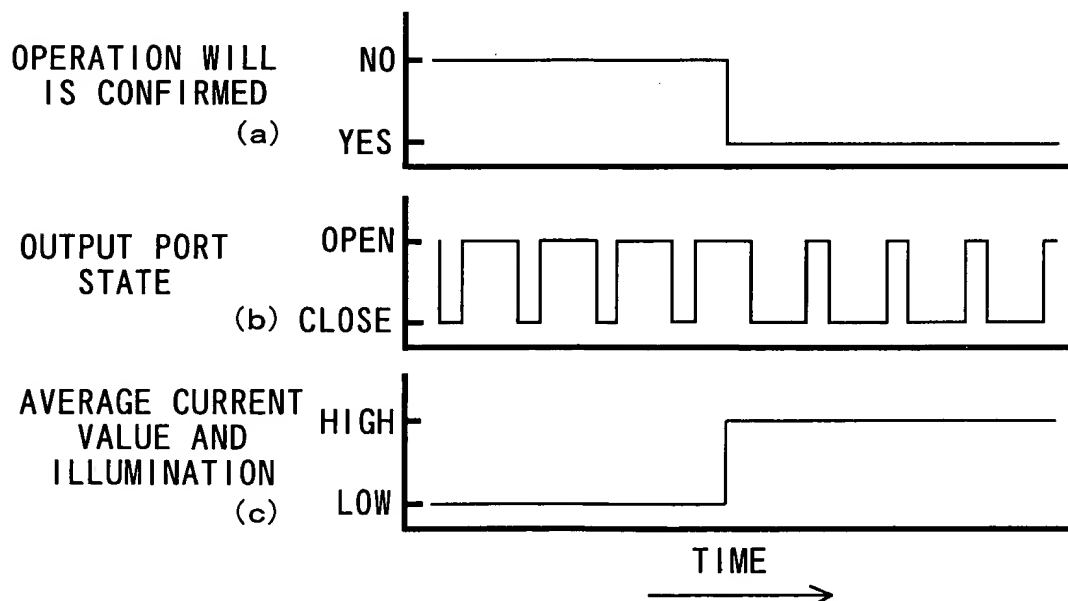 OPERATION WILL
IS CONFIRMED
(a)
NO
YES
OUTPUT PORT
STATE
(b)
OPEN
CLOSE
AVERAGE CURRENT
VALUE AND
ILLUMINATION
(c)
HIGH
LOW
TIME